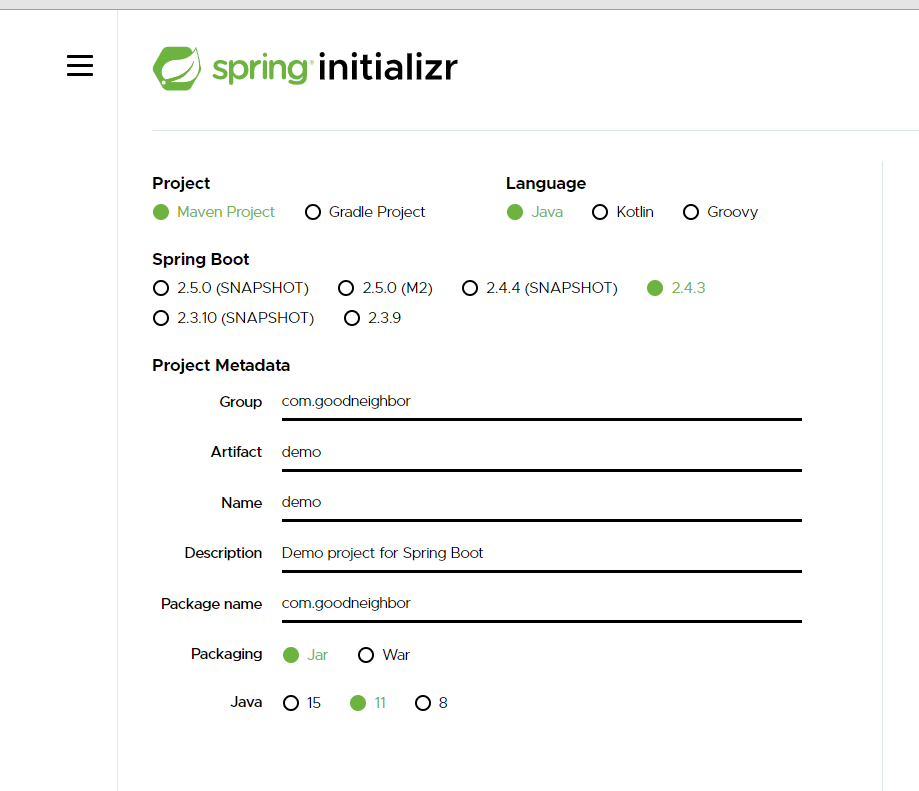 spring initializr
Project
Maven Project Gradle Project
Language
Java Kotlin Groovy
Spring Boot
2.5.0 (SNAPSHOT) 2.5.0 (M2) 2.4.4 (SNAPSHOT) 2.4.3
2.3.10 (SNAPSHOT) 2.3.9
Project Metadata
Group com.goodneighbor
Artifact demo
Name demo
Description Demo project for Spring Boot
Package name com.goodneighbor
Packaging Jar War
Java 15 11 8